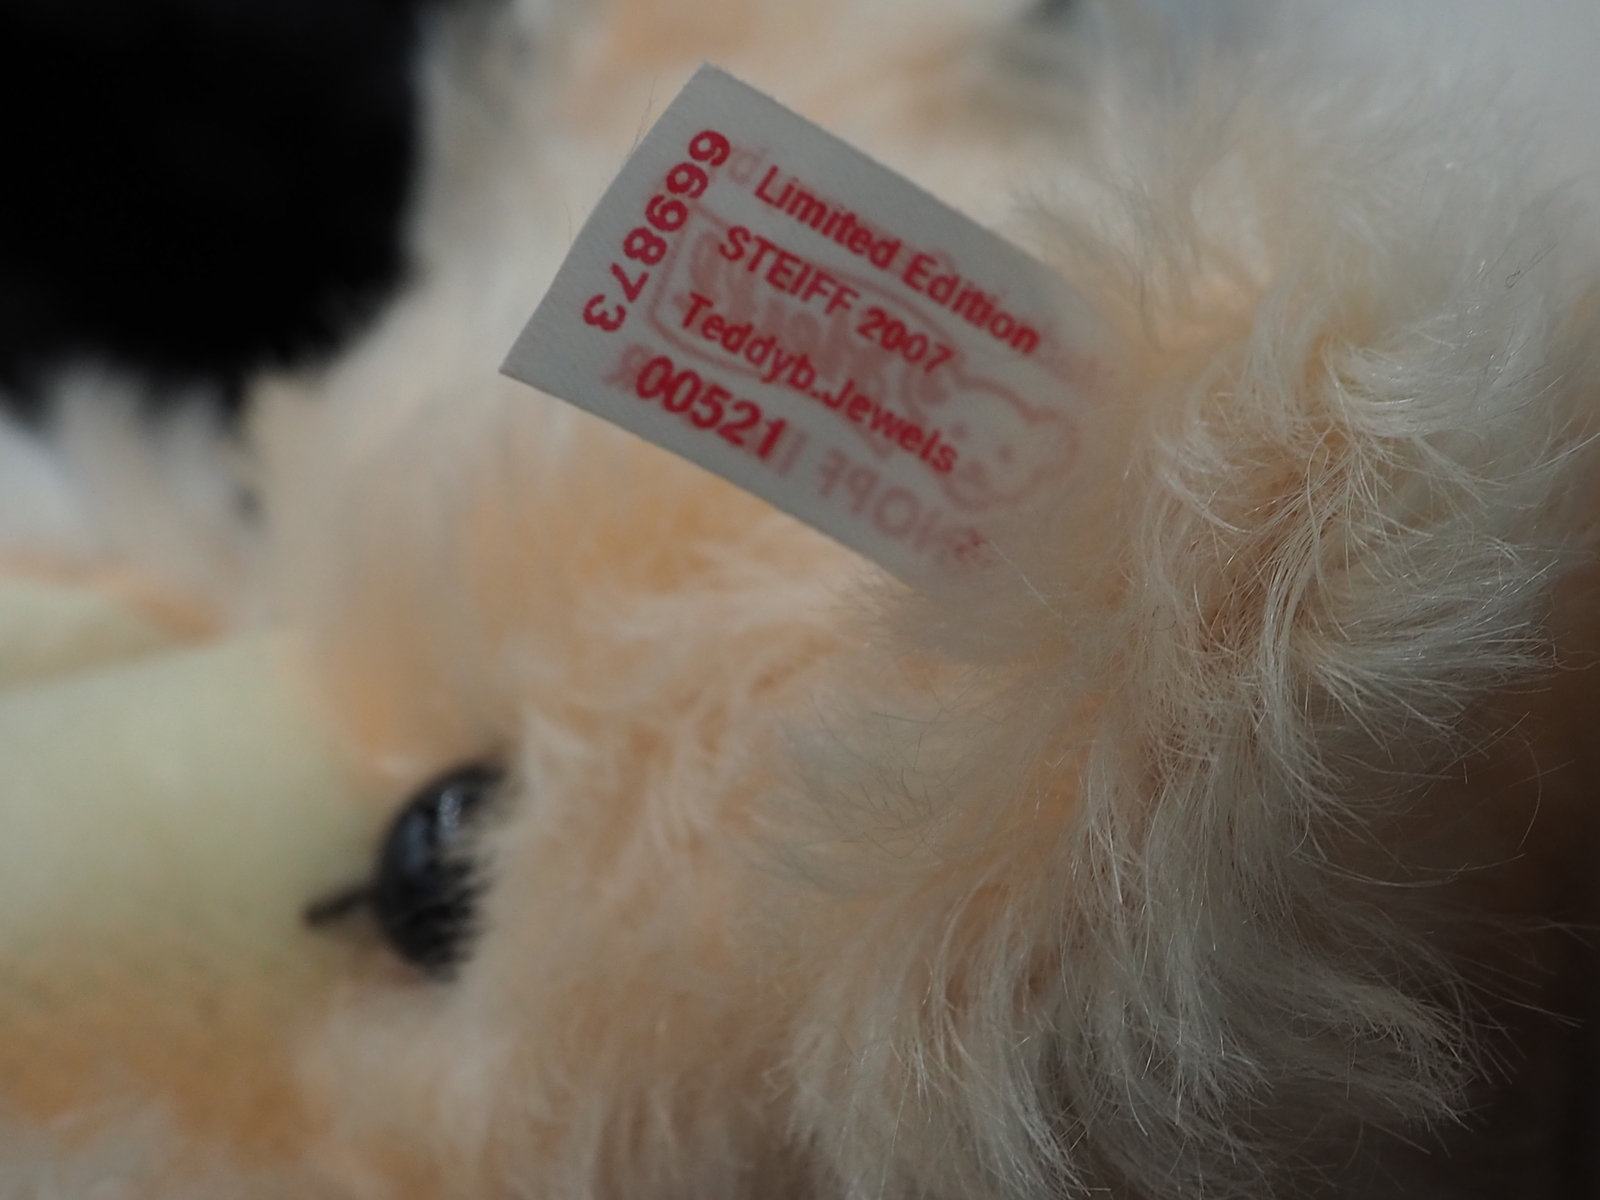 669873
Limited Edition
STEIFF 2007
Teddyb..Jewels
00521